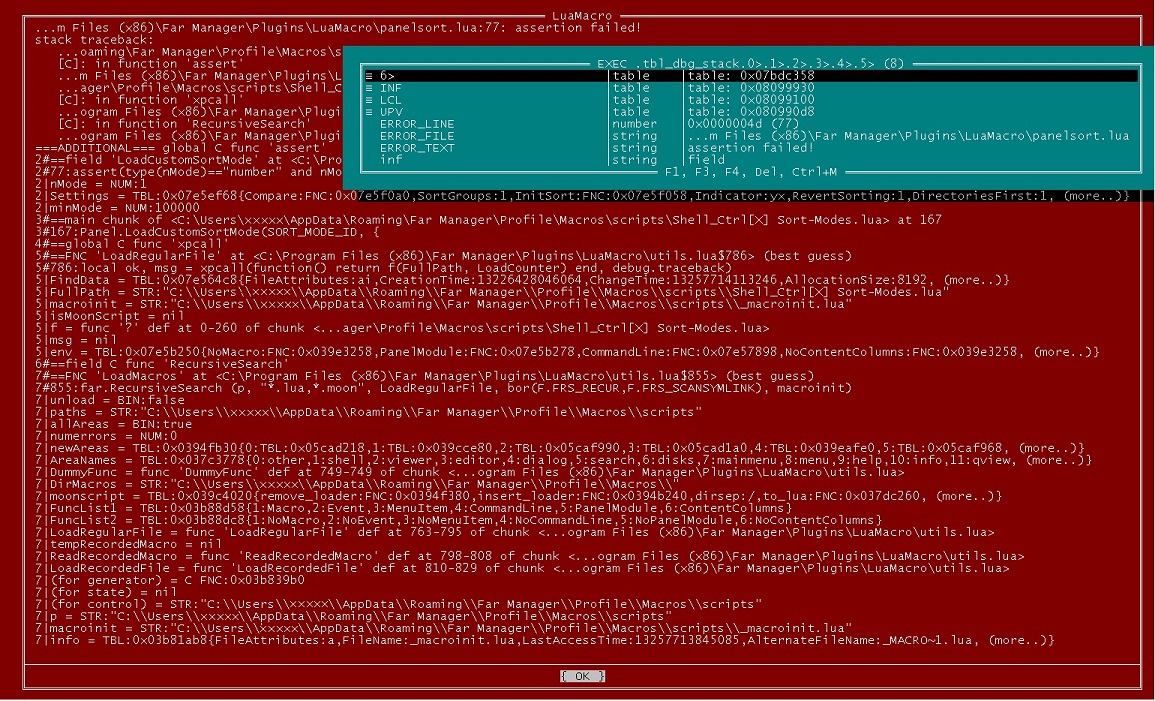 LuaMacro
...m Files (x86)\Far Manager\Plugins\LuaMacro\panelsort.lua:77: assertion failed!
stack traceback:
...oaming\Far Manager\Profile\Macros\s
[C]: in function 'assert'
...m Files (x86)\Far Manager\Plugins\L
...ager\Profile\Macros\scripts\Shell_C
[C]: in function 'xpcall'
...ogram Files (x86)\Far Manager\Plugi
[C]: in function 'RecursiveSearch'
...ogram Files (x86)\Far Manager\Plugi
===ADDITIONAL=== global C func 'assert'
2#==field 'LoadCustomSortMode' at <C:\Pro
2#77:assert(type(nMode)=="number" and nMo
2|nMode = NUM:1
EXEC .tbl_dbg_stack.0>.1>.2>.3>.4>.5> (8)
≡ 6> |table |table: 0x07bdc358
≡ INF |table |table: 0x08099930
≡ LCL |table |table: 0x08099100
≡ UPV |table |table: 0x080990d8
ERROR_LINE |number |0x0000004d (77)
ERROR_FILE |string |...m Files (x86)\Far Manager\Plugins\LuaMacro\panelsort.lua
ERROR_TEXT |string |assertion failed!
inf |string |field
F1, F3, F4, Del, Ctrl+M
2|Settings = TBL:0x07e5ef68{Compare:FNC:0x07e5f0a0,SortGroups:1,InitSort:FNC:0x07e5f058,Indicator:yx,RevertSorting:1,DirectoriesFirst:1, (more..)}
2|minMode = NUM:100000
3#==main chunk of <C:\Users\xxxxx\AppData\Roaming\Far Manager\Profile\Macros\scripts\Shell_Ctrl[X] Sort-Modes.lua> at 167
3#167:Panel.LoadCustomSortMode(SORT_MODE_ID, {
4#==global C func 'xpcall'
5#==FNC 'LoadRegularFile' at <C:\Program Files (x86)\Far Manager\Plugins\LuaMacro\utils.lua$786> (best guess)
5#786:local ok, msg = xpcall(function() return f(FullPath, LoadCounter) end, debug.traceback)
5|FindData = TBL:0x07e564c8{FileAttributes:ai,CreationTime:13226428046064,ChangeTime:13257714113246,AllocationSize:8192, (more..)}
5|FullPath = STR:"C:\\Users\\xxxxx\\AppData\\Roaming\\Far Manager\\Profile\\Macros\\scripts\\Shell_Ctrl[X] Sort-Modes.lua"
5|macroinit = STR:"C:\\Users\\xxxxx\\AppData\\Roaming\\Far Manager\\Profile\\Macros\\scripts\\_macroinit.lua"
5|isMoonScript = nil
5|f = func '?' def at 0-260 of chunk <...ager\Profile\Macros\scripts\Shell_Ctrl[X] Sort-Modes.lua>
5|msg = nil
5|env = TBL:0x07e5b250{NoMacro:FNC:0x039e3258,PanelModule:FNC:0x07e5b278,CommandLine:FNC:0x07e57898,NoContentColumns:FNC:0x039e3258, (more..)}
6#==field C func 'RecursiveSearch'
7#==FNC 'LoadMacros' at <C:\Program Files (x86)\Far Manager\Plugins\LuaMacro\utils.lua$855> (best guess)
7#855:far.RecursiveSearch (p, "*.lua,*.moon", LoadRegularFile, bor(F.FRS_RECUR,F.FRS_SCANSYMLINK), macroinit)
7|unload = BIN:false
7|paths = STR:"C:\\Users\\xxxxx\\AppData\\Roaming\\Far Manager\\Profile\\Macros\\scripts"
7|allAreas = BIN:true
7|numerrors = NUM:0
7|newAreas = TBL:0x0394fb30{0:TBL:0x05cad218,1:TBL:0x039cce80,2:TBL:0x05caf990,3:TBL:0x05cad1a0,4:TBL:0x039eafe0,5:TBL:0x05caf968, (more..)}
7|AreaNames = TBL:0x037c3778{0:other,1:shell,2:viewer,3:editor,4:dialog,5:search,6:disks,7:mainmenu,8:menu,9:help,10:info,11:qview, (more..)}
7|DummyFunc = func 'DummyFunc' def at 749-749 of chunk <...ogram Files (x86)\Far Manager\Plugins\LuaMacro\utils.lua>
7|DirMacros = STR:"C:\\Users\\xxxxx\\AppData\\Roaming\\Far Manager\\Profile\\Macros\\"
7|moonscript = TBL:0x039c4020{remove_loader:FNC:0x0394f380,insert_loader:FNC:0x0394b240,dirsep:/,to_lua:FNC:0x037dc260, (more..)}
7|FuncList1 = TBL:0x03b88d58{1:Macro,2:Event,3:MenuItem,4:CommandLine,5:PanelModule,6:ContentColumns}
7|FuncList2 = TBL:0x03b88dc8{1:NoMacro,2:NoEvent,3:NoMenuItem,4:NoCommandLine,5:NoPanelModule,6:NoContentColumns}
7|LoadRegularFile = func 'LoadRegularFile' def at 763-795 of chunk <...ogram Files (x86)\Far Manager\Plugins\LuaMacro\utils.lua>
7|tempRecordedMacro = nil
7|ReadRecordedMacro = func 'ReadRecordedMacro' def at 798-808 of chunk <...ogram Files (x86)\Far Manager\Plugins\LuaMacro\utils.lua>
7|LoadRecordedFile = func 'LoadRecordedFile' def at 810-829 of chunk <...ogram Files (x86)\Far Manager\Plugins\LuaMacro\utils.lua>
7|(for generator) = C FNC:0x03b839b0
7|(for state) = nil
7|(for control) = STR:"C:\\Users\\xxxxx\\AppData\\Roaming\\Far Manager\\Profile\\Macros\\scripts"
7|p = STR:"C:\\Users\\xxxxx\\AppData\\Roaming\\Far Manager\\Profile\\Macros\\scripts"
7|macroinit = STR:"C:\\Users\\xxxxx\\AppData\\Roaming\\Far Manager\\Profile\\Macros\\scripts\\_macroinit.lua"
7|info = TBL:0x03b81ab8{FileAttributes:a,FileName:_macroinit.lua,LastAccessTime:13257713845085,AlternateFileName:_MACRO~1.lua, (more..)}
{ OK }